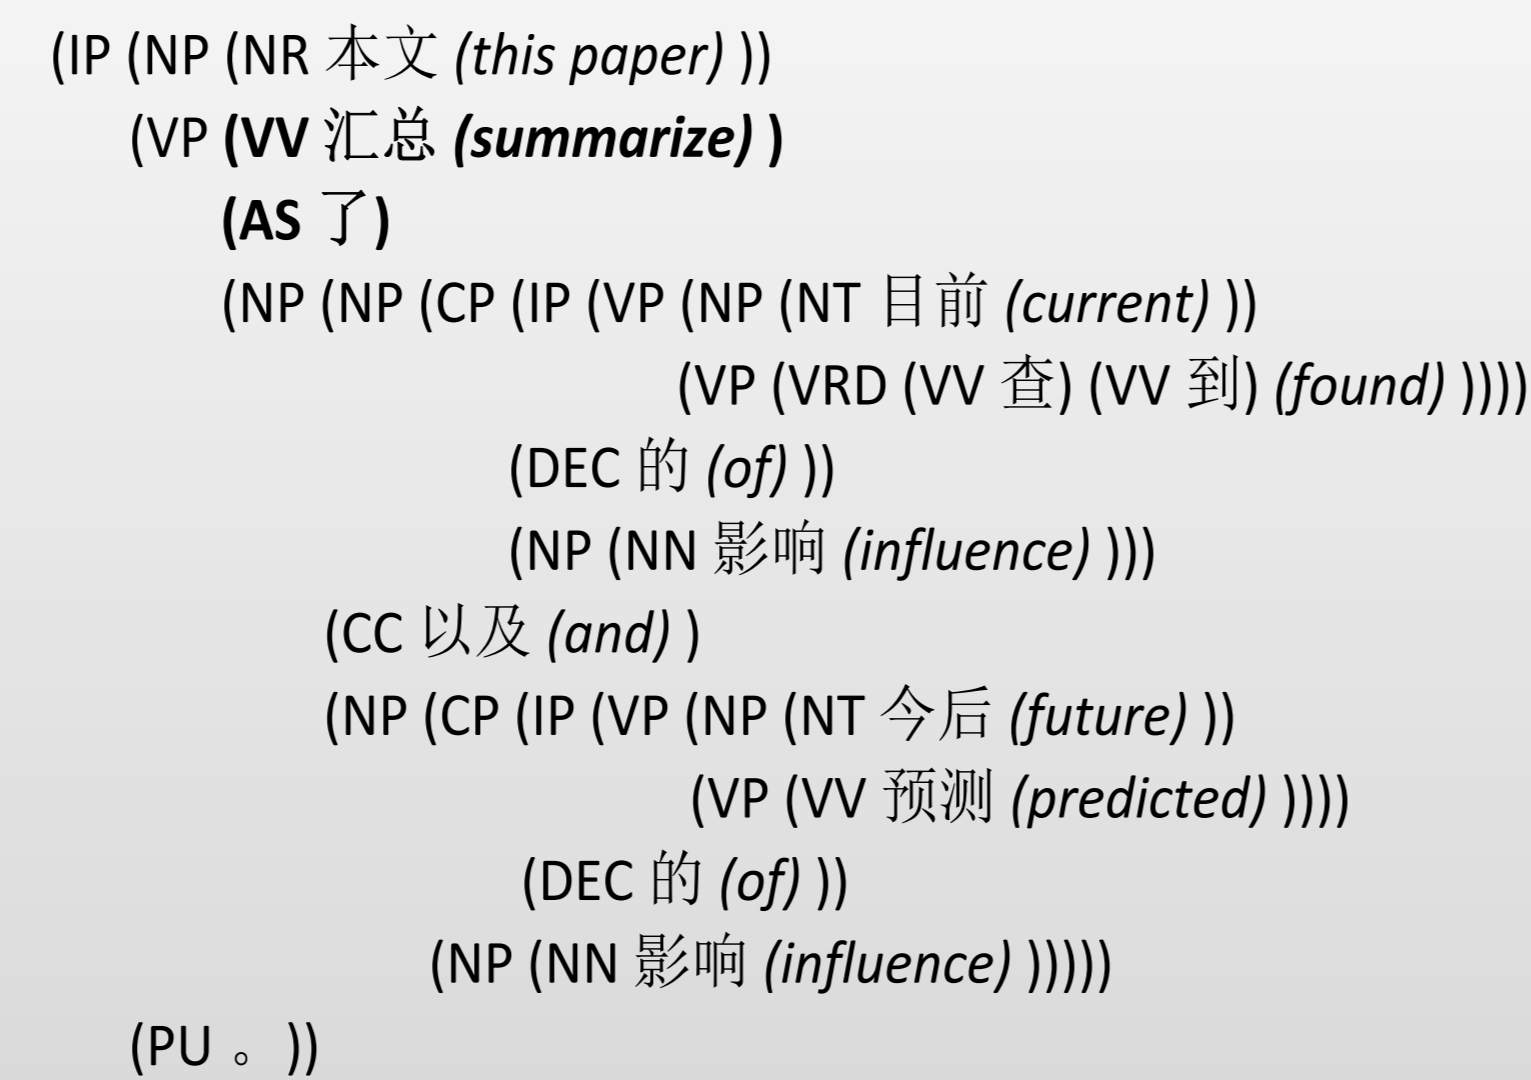 (IP (NP (NR 本文 (this paper) ))
(VP (VV 汇总 (summarize) )
(AS 了)
(NP (NP (CP (IP (VP (NP (NT 目前 (current) ))
(VP (VRD (VV 查) (VV 到) (found) ))))
(DEC 的 (of) ))
(NP (NN 影响 (influence) )))
(CC 以及 (and) )
(NP (CP (IP (VP (NP (NT 今后 (future) ))
(VP (VV 预测 (predicted) ))))
(DEC 的 (of) ))
(NP (NN 影响 (influence) )))))
(PU 。 ))